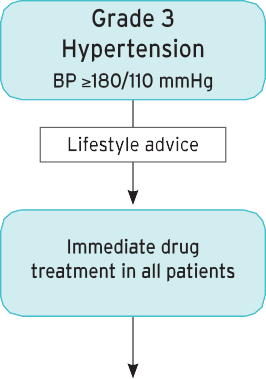 Grade 3
Hypertension
BP ≥180/110 mmHg
Lifestyle advice
Immediate drug
treatment in all patients